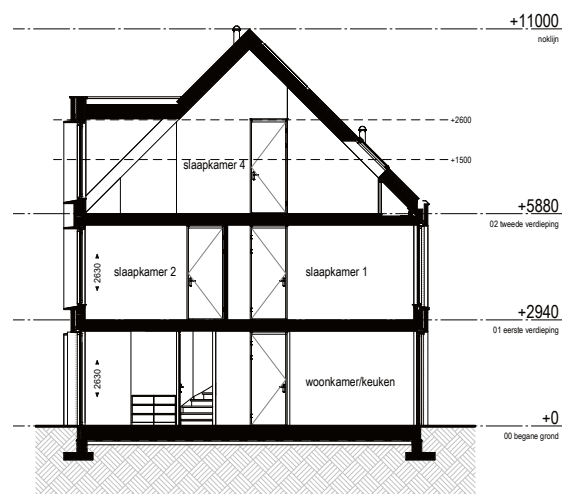 +11000
noklijn
+2600
+1500
slaapkamer 4
+5880
02 tweede verdieping
2630
slaapkamer 2
slaapkamer 1
+2940
01 eerste verdieping
2630
woonkamer/keuken
+0
00 begane grond